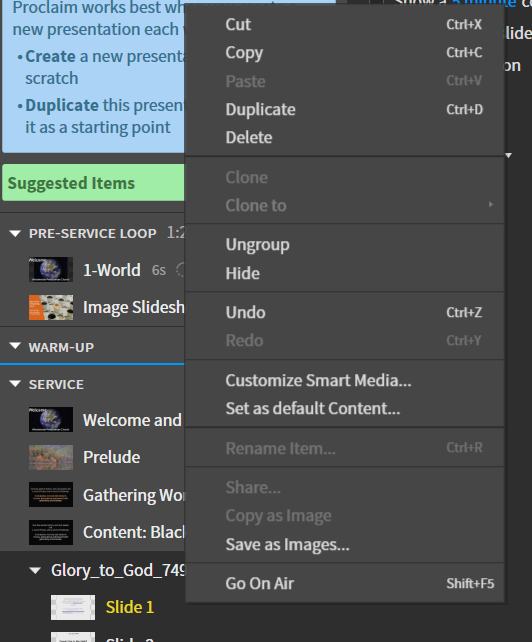 Proclaim works best wh
Show a 5 minute co
new presentation each w
• Create a new presenta
scratch
• Duplicate this present
it as a starting point
Suggested Items
PRE-SERVICE LOOP 1:2
1-World 6s
Image Slidesh
WARM-UP
SERVICE
Welcome and
Prelude
Gathering Wor
Content: Blac
Glory_to_God_749
Slide 1
Cut Ctrl+X
Copy Ctrl+C
Paste Ctrl+V
Duplicate Ctrl+D
Delete
Clone
Clone to
Ungroup
Hide
Undo Ctrl+Z
Redo Ctrl+Y
Customize Smart Media...
Set as default Content...
Rename Item... Ctrl+R
Share...
Copy as Image
Save as Images...
Go On Air Shift+F5
lide
on